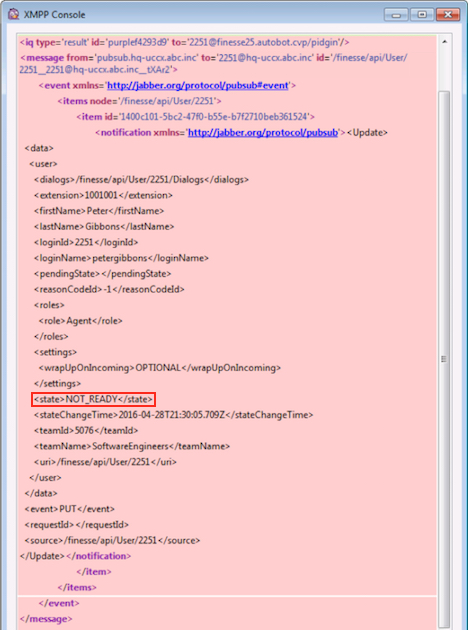 XMPP Console
<iq type='result' id='purplef4293d9' to='2251@finesse25.autobot.cvp/pidgin'/>
<message from='pubsub.hq-uccx.abc.inc' to='2251@hq-uccx.abc.inc' id='/finesse/api/User/
2251__2251@hq-uccx.abc.inc__tXAr2'>
<event xmlns='http://jabber.org/protocol/pubsub#event'>
<items node='/finesse/api/User/2251'>
<item id='1400c101-5bc2-47f0-b55e-b7f2710beb361524'>
<notification xmlns='http://jabber.org/protocol/pubsub'><Update>
<data>
<user>
<dialogs>/finesse/api/User/2251/Dialogs</dialogs>
<extension>1001001</extension>
<firstName>Peter</firstName>
<lastName>Gibbons</lastName>
<loginId>2251</loginId>
<loginName>petergibbons</loginName>
<pendingState></pendingState>
<reasonCodeId>-1</reasonCodeId>
<roles>
<role>Agent</role>
</roles>
<settings>
<wrapUpOnIncoming>OPTIONAL</wrapUpOnIncoming>
</settings>
<state>NOT_READY</state>
<stateChangeTime>2016-04-28T21:30:05.709Z</stateChangeTime>
<teamId>5076</teamId>
<teamName>SoftwareEngineers</teamName>
<uri>/finesse/api/User/2251</uri>
</user>
</data>
<event>PUT</event>
<requestId></requestId>
<source>/finesse/api/User/2251</source>
</Update></notification>
</item>
</items>
</event>
</message>